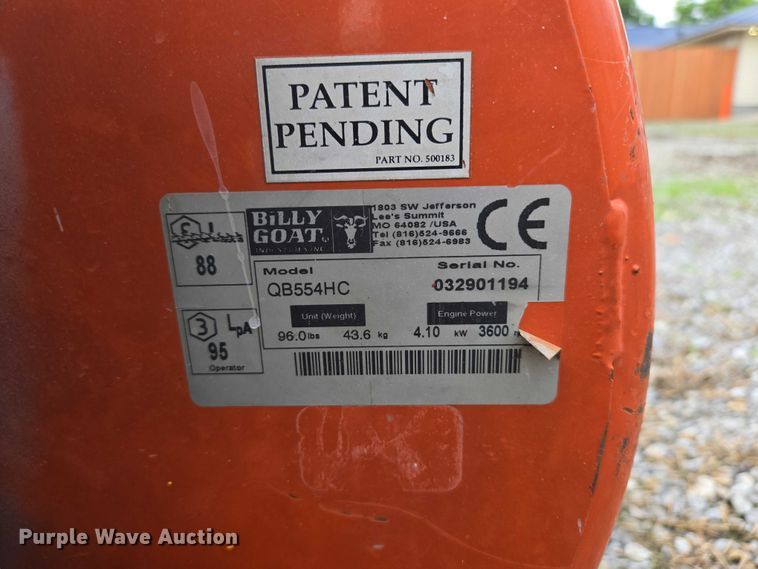 PATENT
PENDING
PART NO. 500183
BiLLY
GOAT
INDUSTRIES INC.
1803 SW Jefferson
Lee's Summit
MO 64082 /USA
Tel (816)524-9666
Fax (816)524-6983
CE
88
Model
Serial No.
QB554HC
032901194
Unit (Weight)
Engine Power
96.0 lbs 43.6 kg 4.10 kW 3600
3 LpA
95
Operator
Purple Wave Auction®